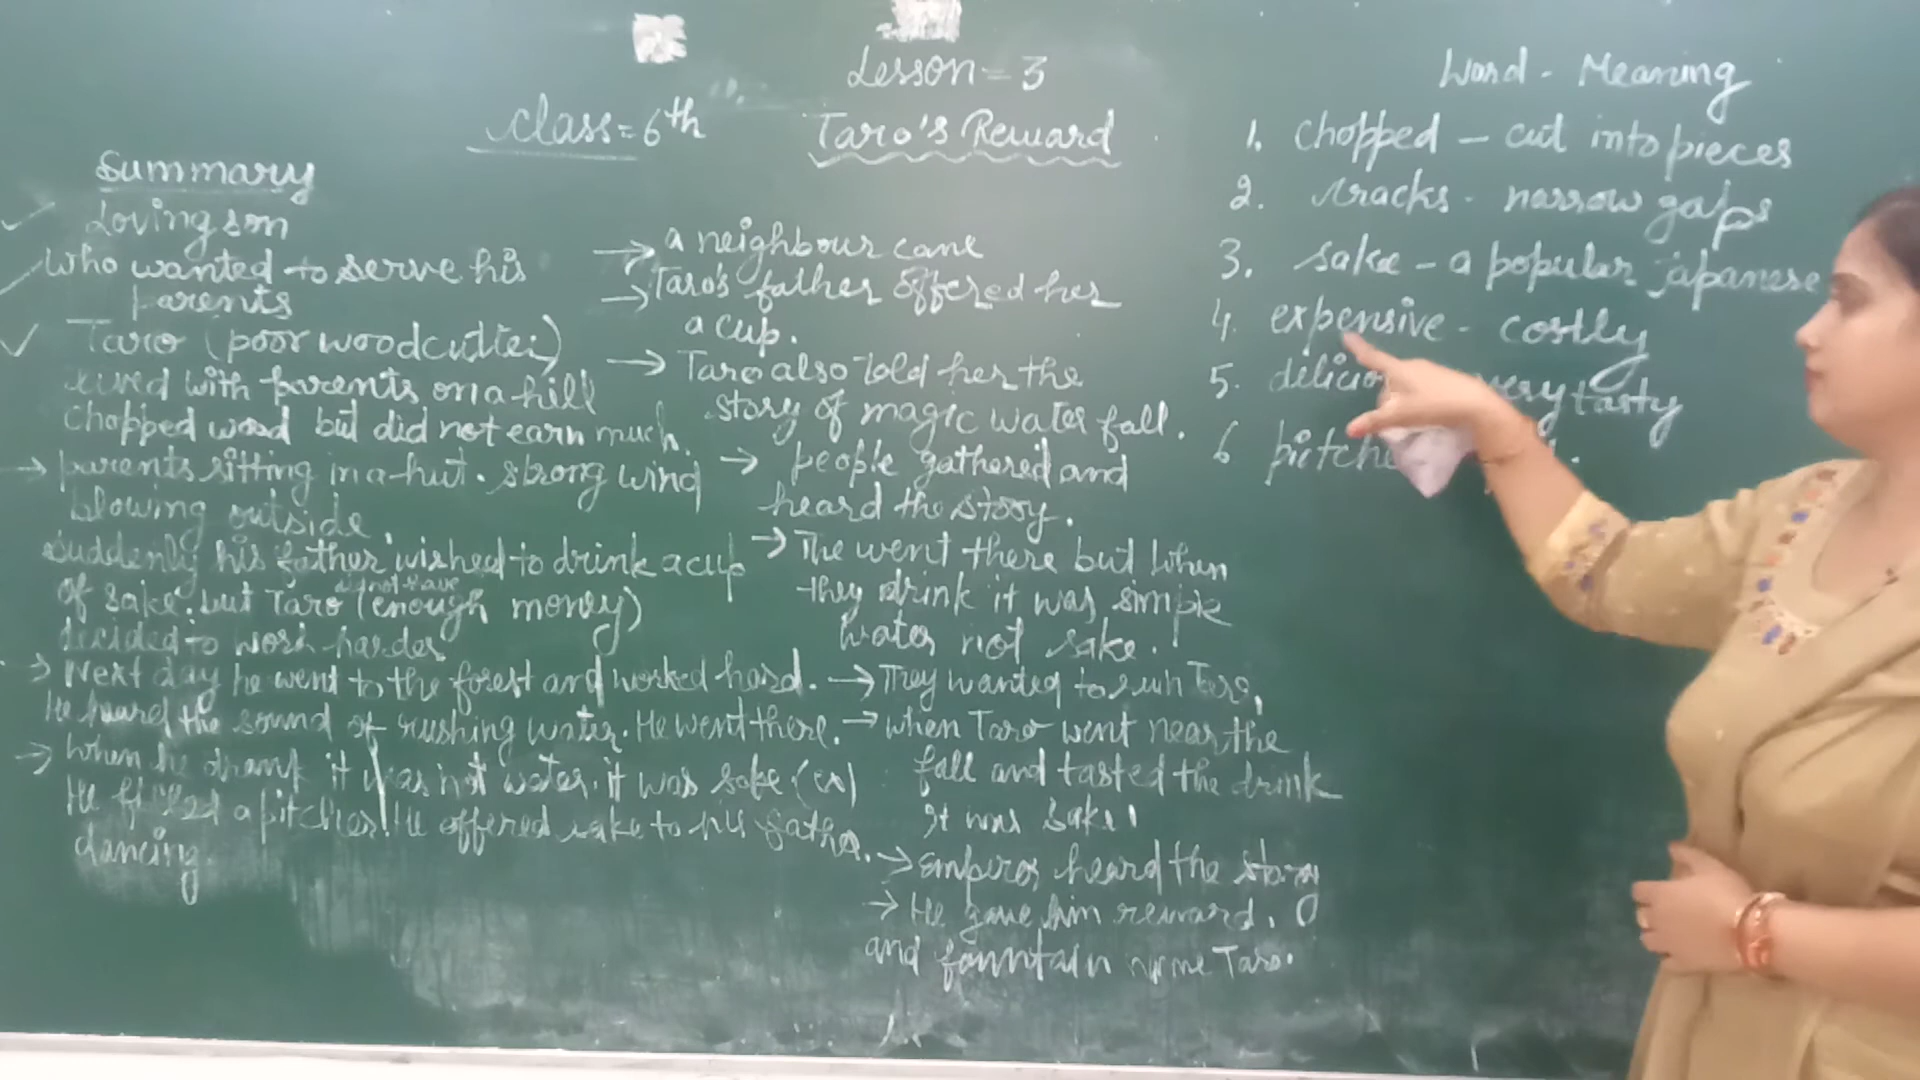 Lesson = 3
Class = 6th
Taro's Reward
Summary
Loving son
Who wanted to serve his
parents
Taro (poor woodcutter)
lived with parents on a hill
chopped wood but did not earn much.
→ parents sitting in a hut. strong wind
blowing outside.
suddenly his father wished to drink a cup
did not have
of sake. but Taro (enough money)
decided to work harder
→ Next day he went to the forest and worked hard.
He heard the sound of rushing water. He went there.
→ when he drank it was not water. it was sake
He filled a pitcher. He offered sake to his father.
dancing.
→ a neighbour came
→ Taro's father offered her
a cup.
→ Taro also told her the
story of magic water fall.
→ people gathered and
heard the story.
→ The went there but when
they drink it was simple
water not sake.
→ They wanted to Taro.
→ when Taro went near the
fall and tasted the drink
it was sake.
→ Emperor heard the story
→ He gave him reward.
and fountain name Taro.
Word - Meaning
1. chopped - cut into pieces
2. cracks - narrow gaps
3. sake - a popular japanese
4. expensive - costly
5. very tasty
6